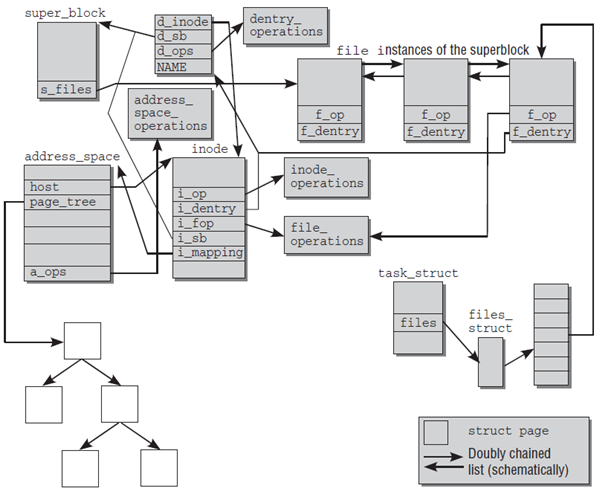 super_block
s_files
d_inode
d_sb
d_ops
NAME
dentry_
operations
file instances of the superblock
f_op
f_dentry
f_op
f_dentry
f_op
f_dentry
address_
space_
operations
address_space
host
page_tree
a_ops
inode
i_op
i_dentry
i_fop
i_sb
i_mapping
inode_
operations
file_
operations
task_struct
files
files_
struct
struct page
Doubly chained
list (schematically)